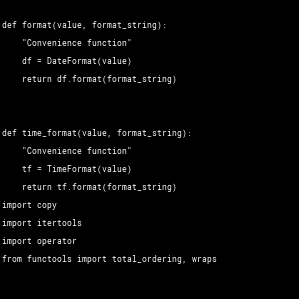 def format(value, format_string):
    "Convenience function"
    df = DateFormat(value)
    return df.format(format_string)
def time_format(value, format_string):
    "Convenience function"
    tf = TimeFormat(value)
    return tf.format(format_string)
import copy
import itertools
import operator
from functools import total_ordering, wraps